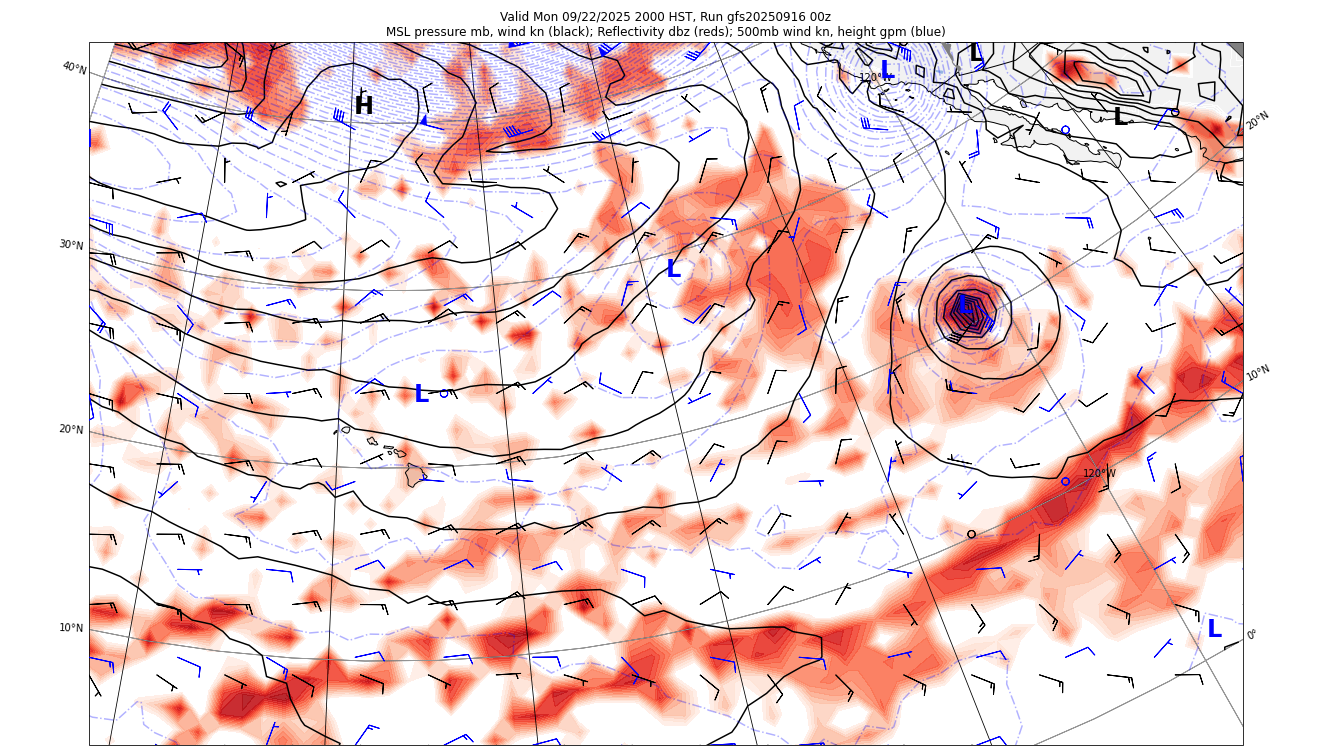 Valid Mon 09/22/2025 2000 HST, Run gfs20250916 00z
MSL pressure mb, wind kn (black); Reflectivity dbz (reds); 500mb wind kn, height gpm (blue)
40°N
L
L
120°W
H
L
20°N
30°N
L
L
10°N
L
20°N
120°W
10°N
L
0°